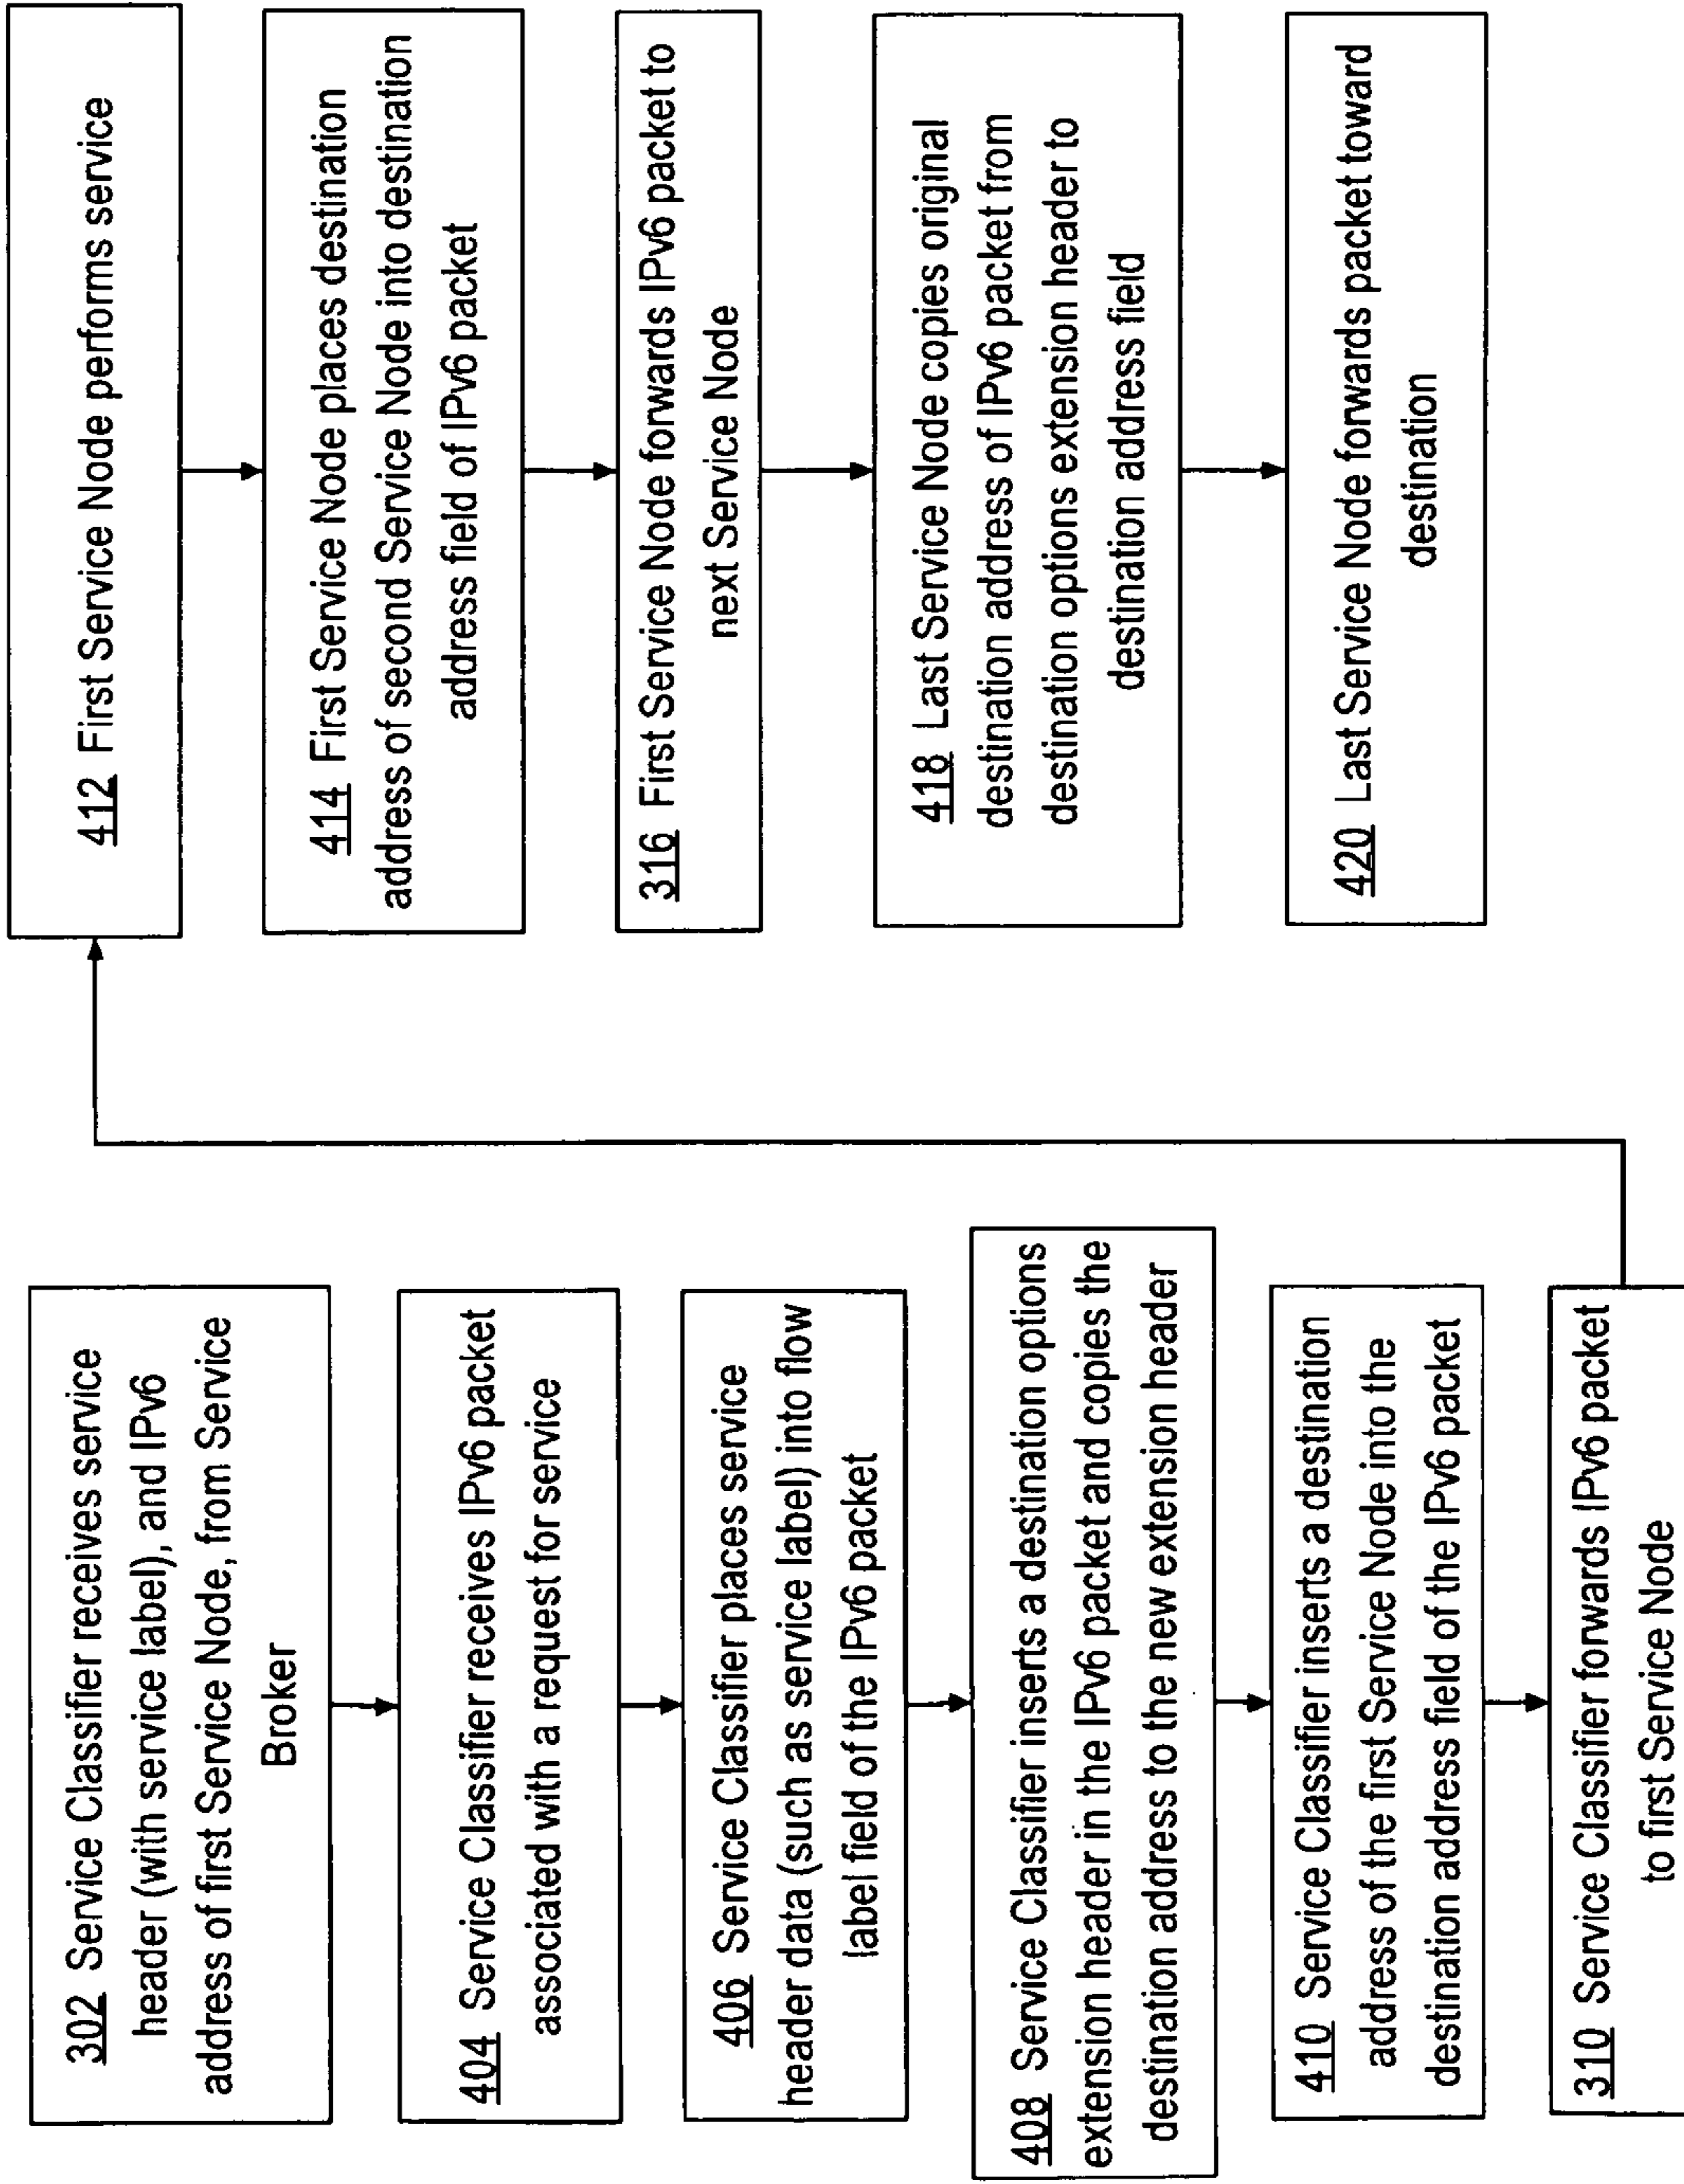 302 Service Classifier receives service
header (with service label), and IPv6
address of first Service Node, from Service
Broker
404 Service Classifier receives IPv6 packet
associated with a request for service
406 Service Classifier places service
header data (such as service label) into flow
label field of the IPv6 packet
408 Service Classifier inserts a destination options
extension header in the IPv6 packet and copies the
destination address to the new extension header
410 Service Classifier inserts a destination
address of the first Service Node into the
destination address field of the IPv6 packet
310 Service Classifier forwards IPv6 packet
to first Service Node
412 First Service Node performs service
414 First Service Node places destination
address of second Service Node into destination
address field of IPv6 packet
316 First Service Node forwards IPv6 packet to
next Service Node
418 Last Service Node copies original
destination address of IPv6 packet from
destination options extension header to
destination address field
420 Last Service Node forwards packet toward
destination